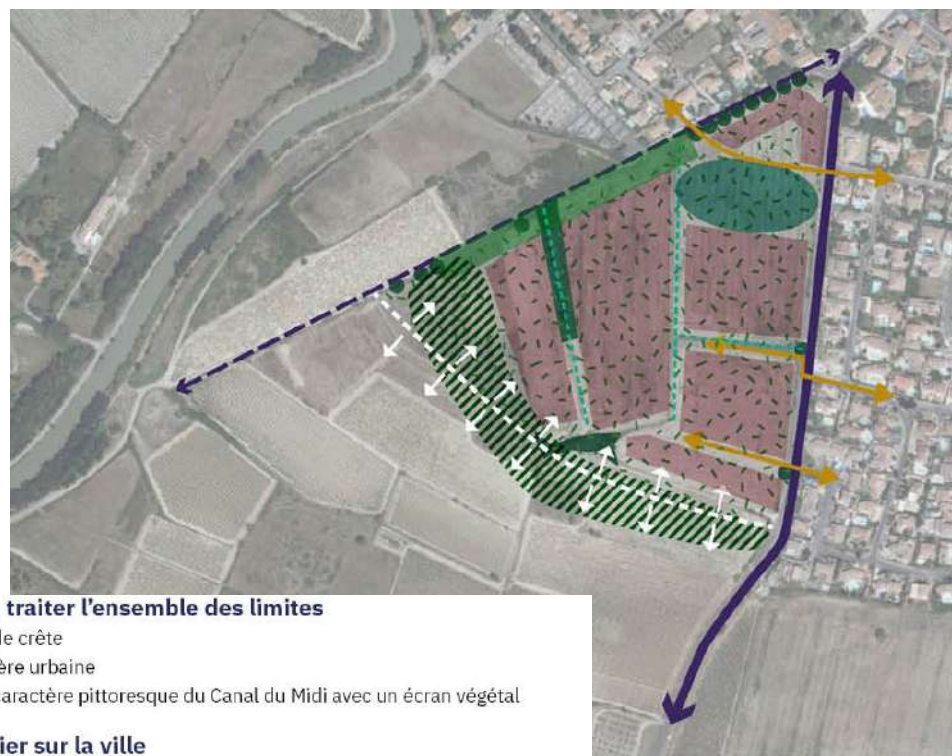 traiter l'ensemble des limites
de crête
ère urbaine
caractère pittoresque du Canal du Midi avec un écran végétal
ier sur la ville